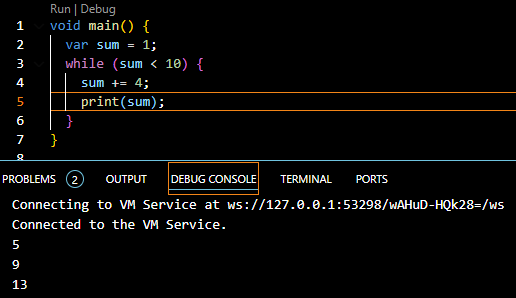 Run | Debug
1 void main() {
2 var sum = 1;
3 while (sum < 10) {
4 sum += 4;
5 print(sum);
6 }
7 }
8
PROBLEMS 2 OUTPUT DEBUG CONSOLE TERMINAL PORTS
Connecting to VM Service at ws://127.0.0.1:53298/wAHuD-HQk28=/ws
Connected to the VM Service.
5
9
13